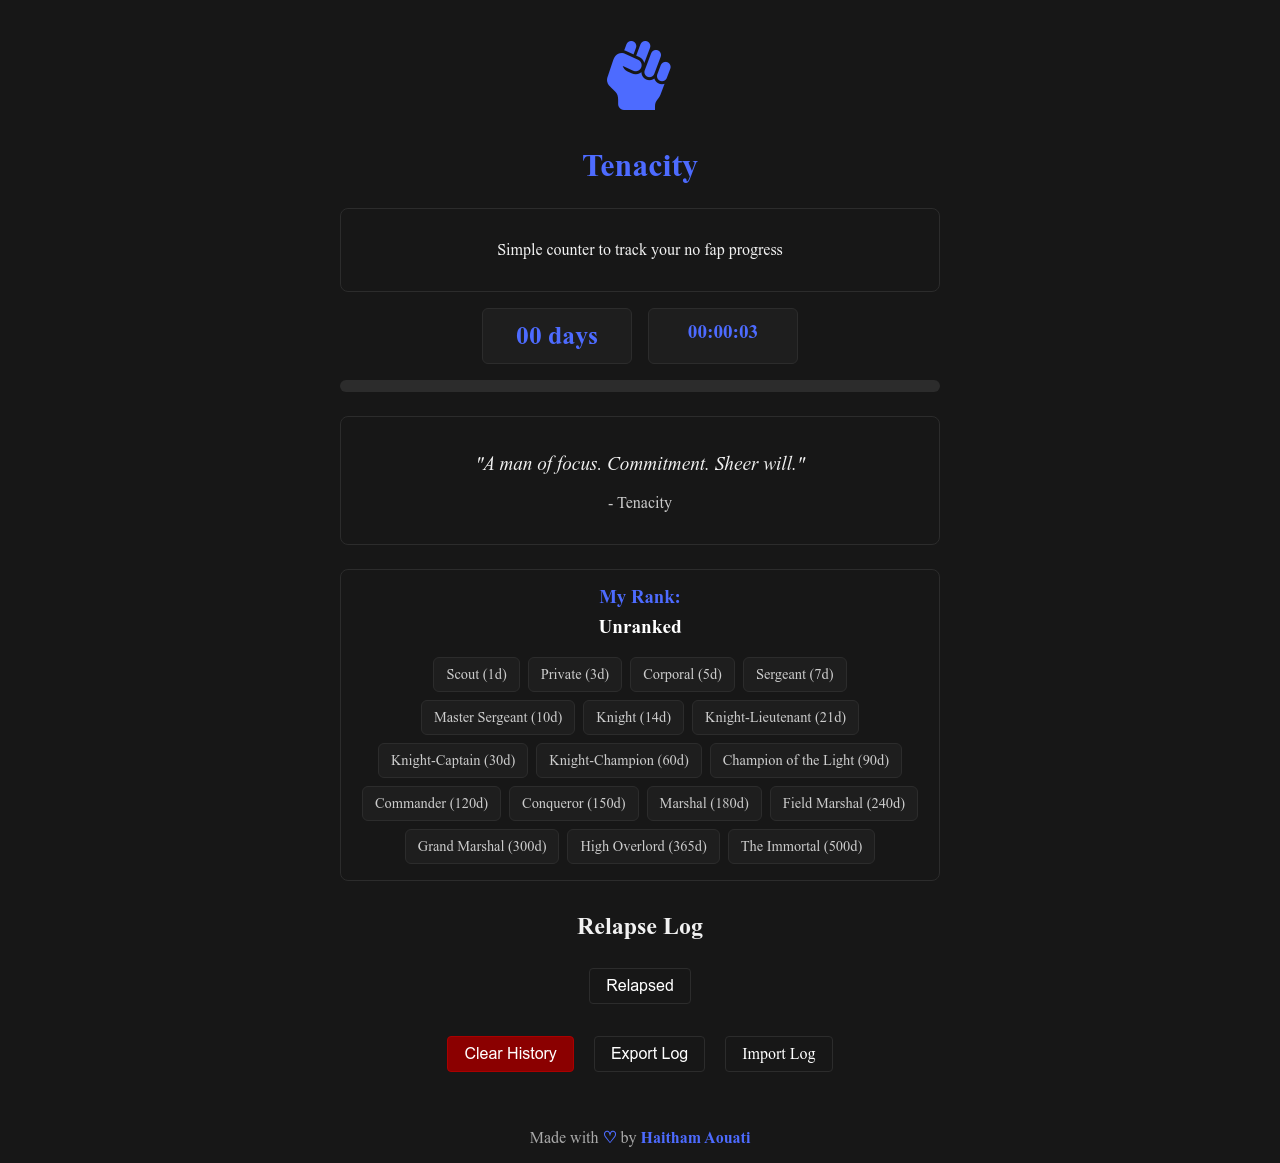 Tenacity
Simple counter to track your no fap progress
00 days
00:00:03
"A man of focus. Commitment. Sheer will."
- Tenacity
My Rank:
Unranked
Scout (1d) Private (3d) Corporal (5d) Sergeant (7d)
Master Sergeant (10d) Knight (14d) Knight-Lieutenant (21d)
Knight-Captain (30d) Knight-Champion (60d) Champion of the Light (90d)
Commander (120d) Conqueror (150d) Marshal (180d) Field Marshal (240d)
Grand Marshal (300d) High Overlord (365d) The Immortal (500d)
Relapse Log
Relapsed
Clear History Export Log Import Log
Made with ♡ by Haitham Aouati